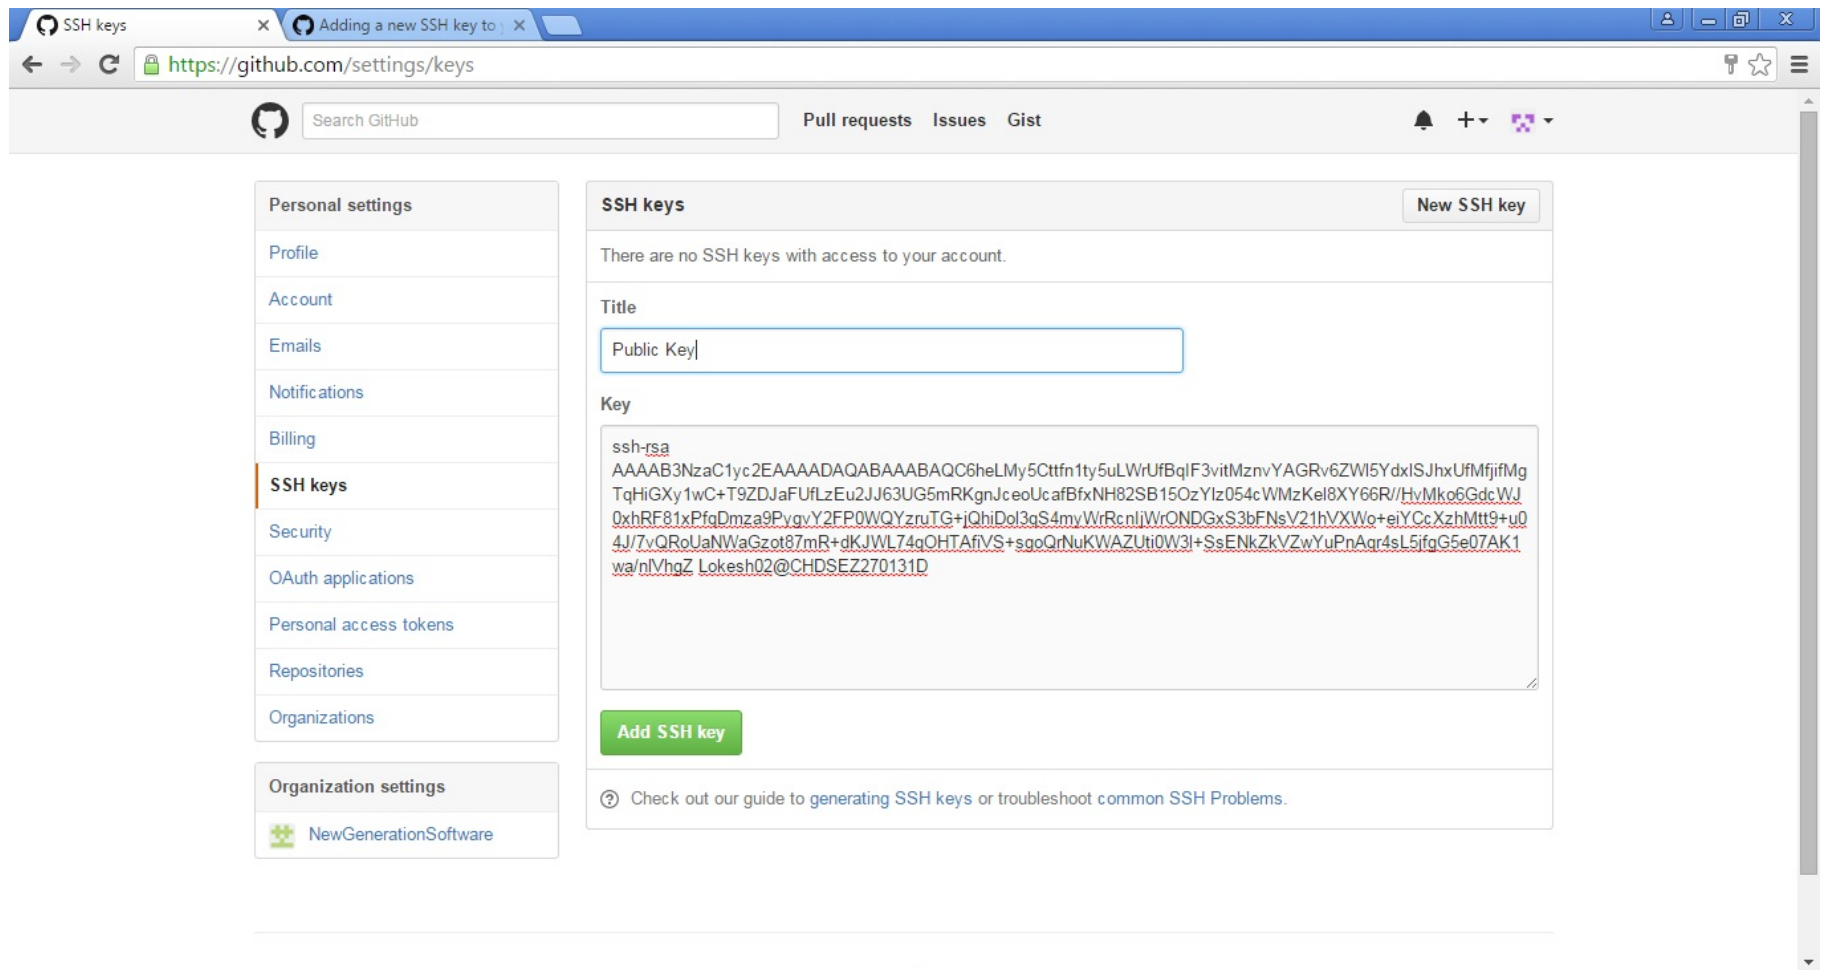 SSH keys
Adding a new SSH key to y
https://github.com/settings/keys
Search GitHub
Pull requests Issues Gist
Personal settings
Profile
Account
Emails
Notifications
Billing
SSH keys
Security
OAuth applications
Personal access tokens
Repositories
Organizations
Organization settings
NewGenerationSoftware
SSH keys
New SSH key
There are no SSH keys with access to your account.
Title
Public Key
Key
ssh-rsa
AAAAB3NzaC1yc2EAAAADAQABAAABAQC6heLMy5Cttfn1ty5uLWrUfBqIF3vitMznvYAGRv6ZWl5YdxISJhxUfMfjifMg
TqHiGXy1wC+T9ZDJaFUfLzEu2JJ63UG5mRKgnJceoUcafBfxNH82SB15OzYIz054cWMzKel8XY66R//HvMko6GdcWJ
0xhRF81xPfqDmza9PygvY2FP0WQYzruTG+jQhiDol3qS4myWrRcnIjWrONDGxS3bFNsV21hVXWo+eiYCcXzhMtt9+u0
4J/7vQRoUaNWaGzot87mR+dKJWL74qOHTAfiVS+sgoQrNuKWAZUti0W3l+SsENkZkVZwYuPnAqr4sL5jfgG5e07AK1
wa/nlVhgZ Lokesh02@CHDSEZ270131D
Add SSH key
Check out our guide to generating SSH keys or troubleshoot common SSH Problems.